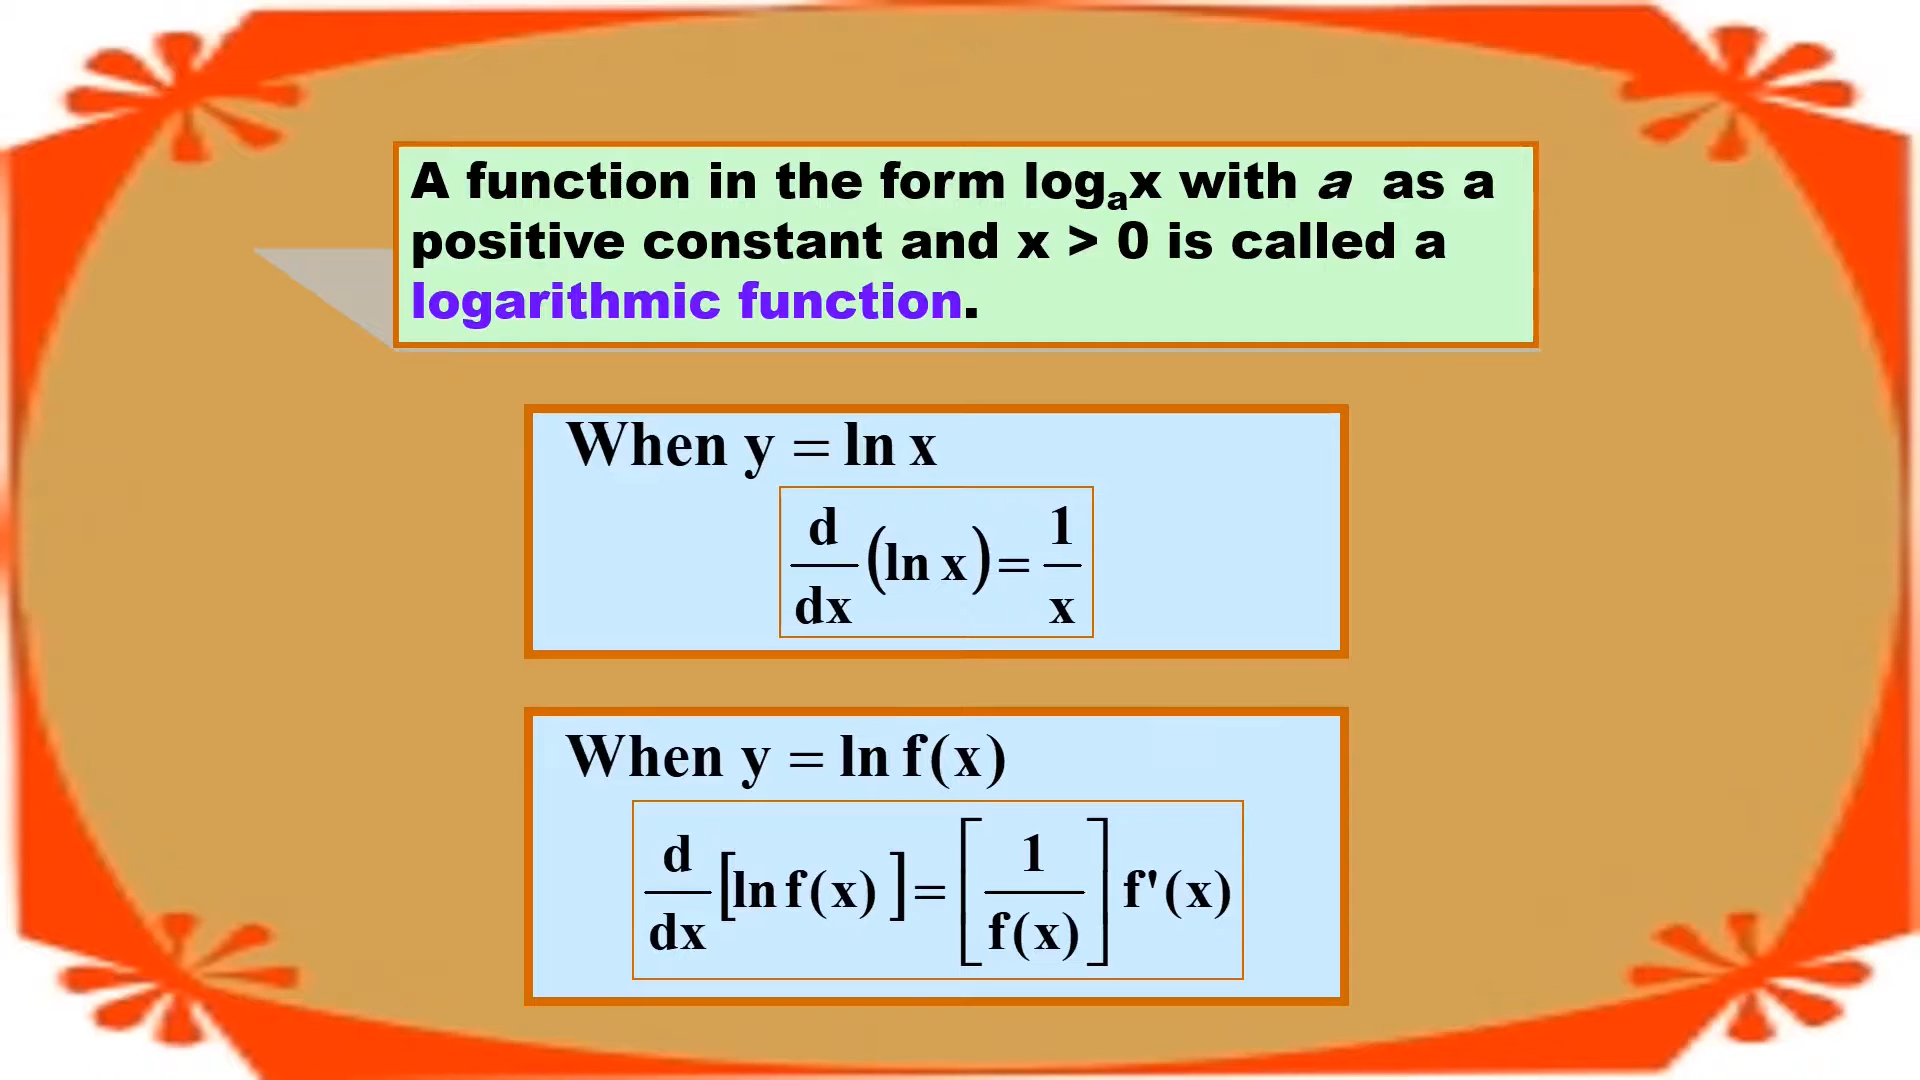 A function in the form logₐx with a as a
positive constant and x > 0 is called a
logarithmic function.
When y = ln x
d/dx (ln x) = 1/x
When y = ln f(x)
d/dx [ln f(x)] = [1/f(x)] f'(x)